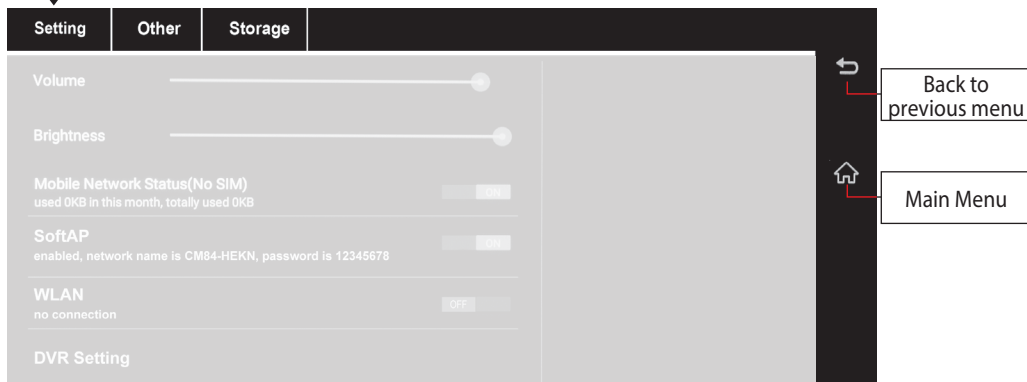 Setting Other Storage
Volume
Back to
previous menu
Brightness
Mobile Network Status(No SIM)
ON
used 0KB in this month, totally used 0KB
Main Menu
SoftAP
ON
enabled, network name is CM84-HEKN, password is 12345678
WLAN
OFF
no connection
DVR Setting